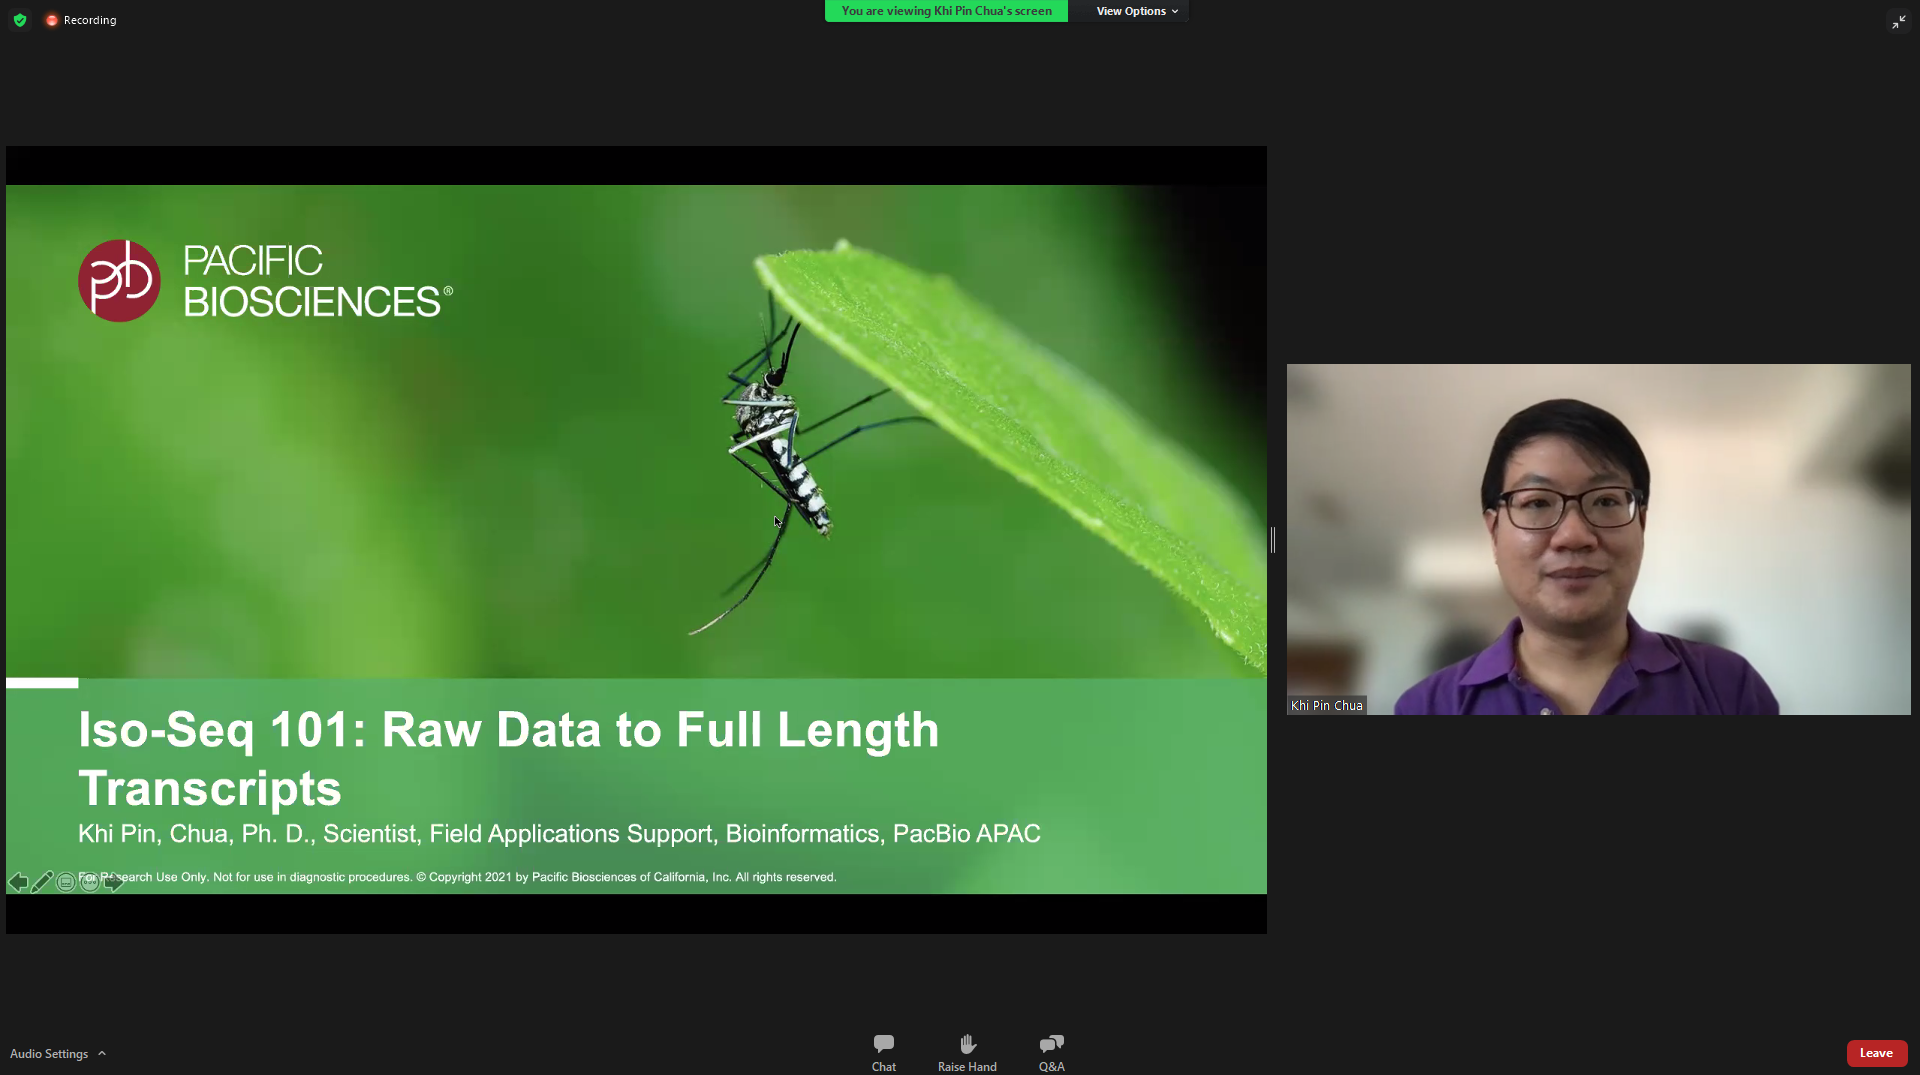 Recording
You are viewing Khi Pin Chua's screen
View Options
pb
PACIFIC
BIOSCIENCES®
Iso-Seq 101: Raw Data to Full Length
Transcripts
Khi Pin, Chua, Ph. D., Scientist, Field Applications Support, Bioinformatics, PacBio APAC
For Research Use Only. Not for use in diagnostic procedures. © Copyright 2021 by Pacific Biosciences of California, Inc. All rights reserved.
Khi Pin Chua
Audio Settings
Chat
Raise Hand
Q&A
Leave